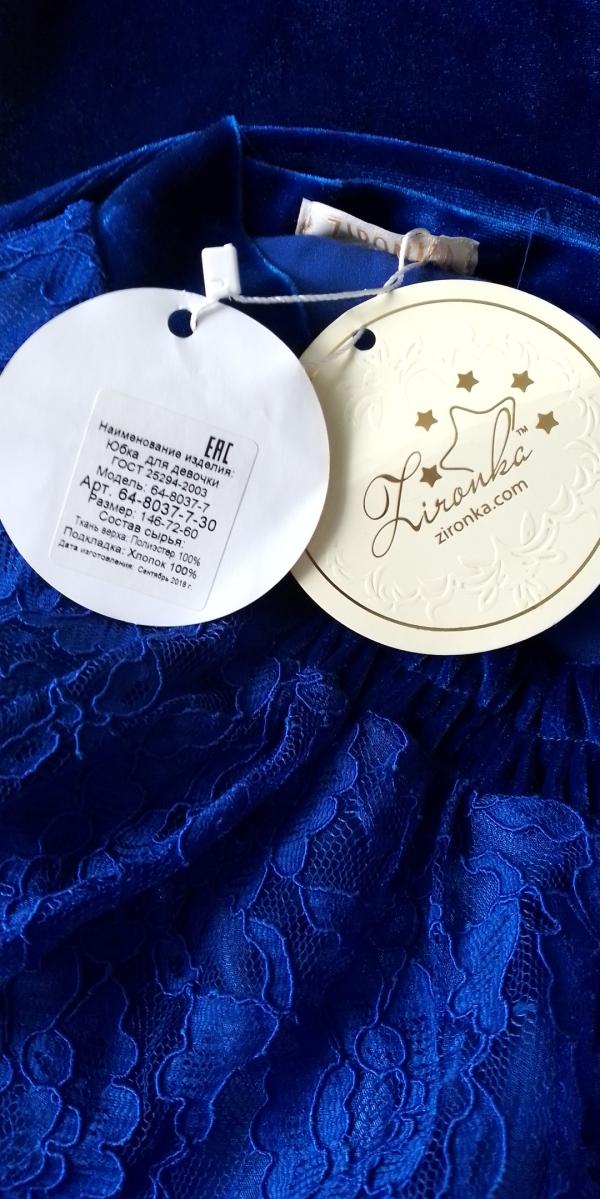 ZIRONKA
EAC
Наименование изделия:
Юбка для девочки
ГОСТ 25294-2003
Модель: 64-8037-7
Арт. 64-8037-7-30
Размер: 146-72-60
Состав сырья:
Ткань верха: Полиэстер 100%
Подкладка: Хлопок 100%
Дата изготовления: Сентябрь 2018 г.
Zironka™
zironka.com